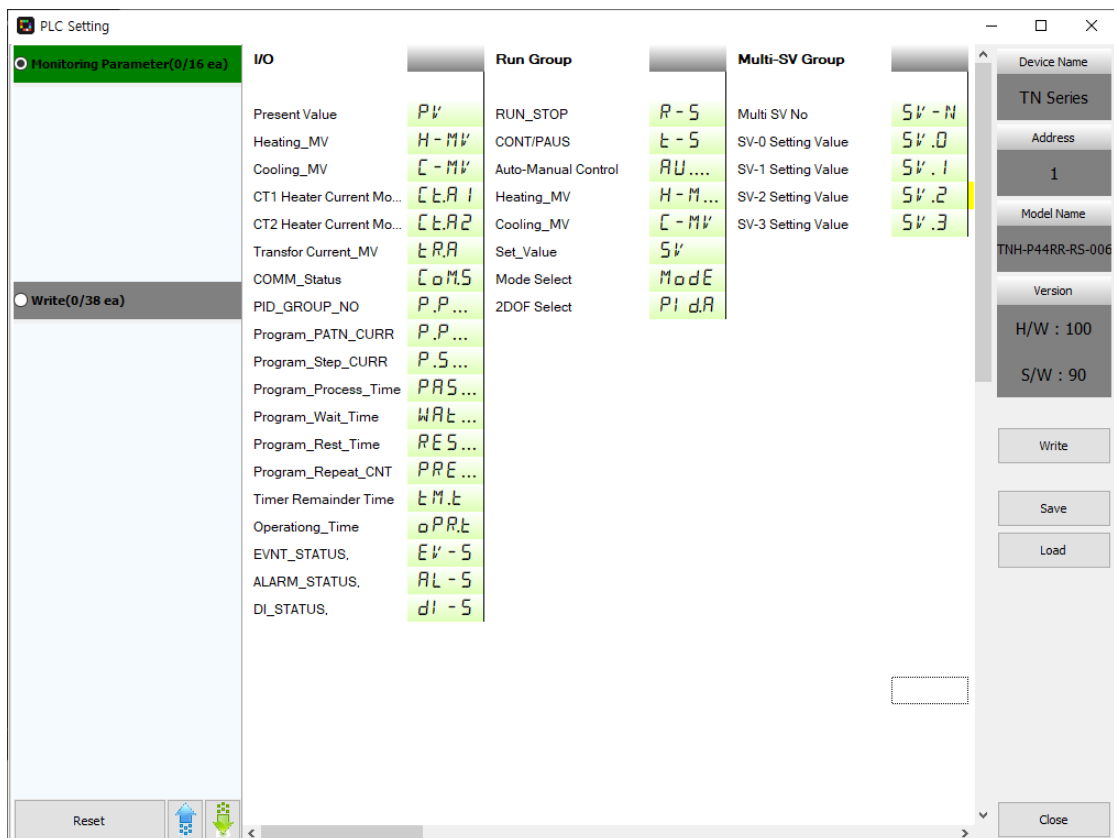 PLC Setting
Monitoring Parameter(0/16 ea)
Write(0/38 ea)
Reset
I/O
Present Value PV
Heating_MV H-MV
Cooling_MV C-MV
CT1 Heater Current Mo... Ct.A1
CT2 Heater Current Mo... Ct.A2
Transfor Current_MV tR.A
COMM_Status CoM.S
PID_GROUP_NO P.P...
Program_PATN_CURR P.P...
Program_Step_CURR P.S...
Program_Process_Time PAS...
Program_Wait_Time WAt...
Program_Rest_Time RES...
Program_Repeat_CNT PRE...
Timer Remainder Time tM.t
Operationg_Time oPR.t
EVNT_STATUS, EV-S
ALARM_STATUS, AL-S
DI_STATUS, dI-S
Run Group
RUN_STOP R-S
CONT/PAUS t-S
Auto-Manual Control AU....
Heating_MV H-M...
Cooling_MV C-MV
Set_Value SV
Mode Select ModE
2DOF Select PId.A
Multi-SV Group
Multi SV No SV-N
SV-0 Setting Value SV.0
SV-1 Setting Value SV.1
SV-2 Setting Value SV.2
SV-3 Setting Value SV.3
Device Name
TN Series
Address
1
Model Name
TNH-P44RR-RS-006
Version
H/W : 100
S/W : 90
Write
Save
Load
Close